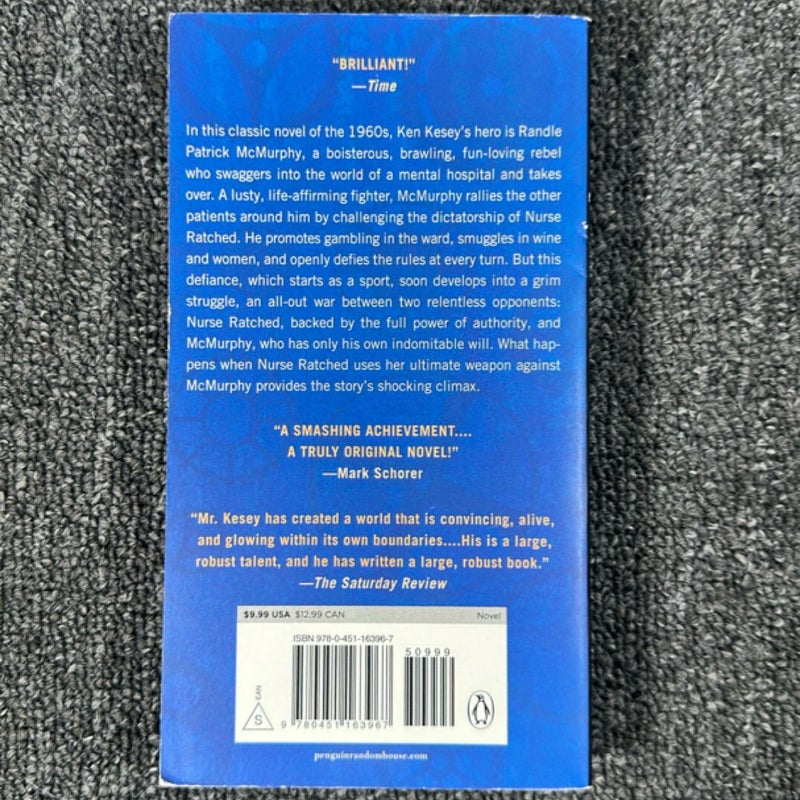 “BRILLIANT!”
—Time
In this classic novel of the 1960s, Ken Kesey’s hero is Randle
Patrick McMurphy, a boisterous, brawling, fun-loving rebel
who swaggers into the world of a mental hospital and takes
over. A lusty, life-affirming fighter, McMurphy rallies the other
patients around him by challenging the dictatorship of Nurse
Ratched. He promotes gambling in the ward, smuggles in wine
and women, and openly defies the rules at every turn. But this
defiance, which starts as a sport, soon develops into a grim
struggle, an all-out war between two relentless opponents:
Nurse Ratched, backed by the full power of authority, and
McMurphy, who has only his own indomitable will. What hap-
pens when Nurse Ratched uses her ultimate weapon against
McMurphy provides the story’s shocking climax.
“A SMASHING ACHIEVEMENT....
A TRULY ORIGINAL NOVEL!”
—Mark Schorer
“Mr. Kesey has created a world that is convincing, alive,
and glowing within its own boundaries....His is a large,
robust talent, and he has written a large, robust book.”
—The Saturday Review
$9.99 USA $12.99 CAN Novel
ISBN 978-0-451-16396-7
50999
EAN
S
9 780451 163967
penguinrandomhouse.com